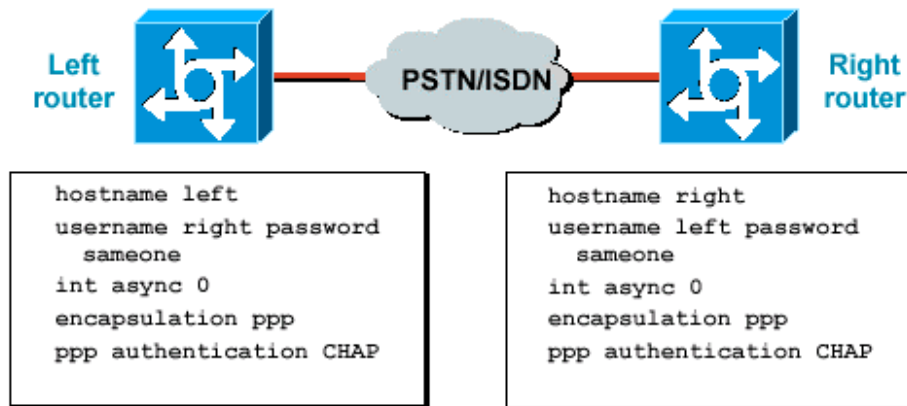 Left
router
PSTN/ISDN
Right
router
hostname left
username right password
sameone
int async 0
encapsulation ppp
ppp authentication CHAP
hostname right
username left password
sameone
int async 0
encapsulation ppp
ppp authentication CHAP